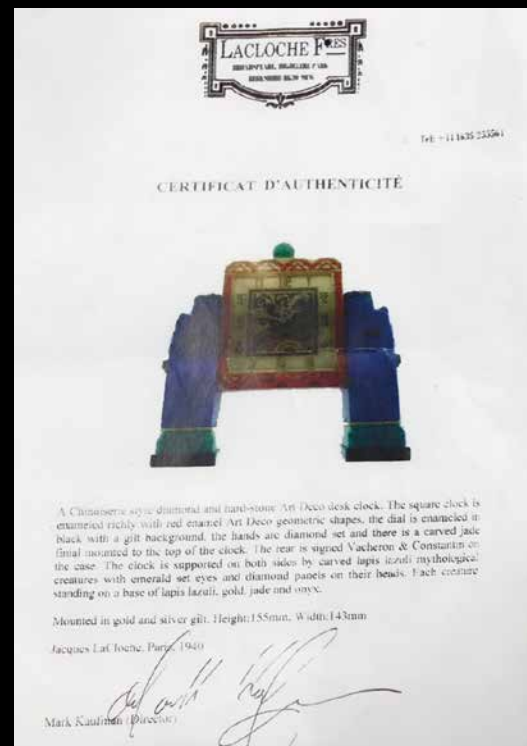 LACLOCHE FRES
CERTIFICAT D'AUTHENTICITÉ
A Chinoiserie style diamond and hard-stone Art Deco desk clock. The square clock is
enameled richly with red enamel Art Deco geometric shapes, the dial is enameled in
black with a gilt background, the hands are diamond set and there is a carved jade
finial mounted to the top of the clock. The rear is signed Vacheron & Constantin on
the case. The clock is supported on both sides by carved lapis lazuli mythological
creatures with emerald set eyes and diamond panels on their heads. Each creature
standing on a base of lapis lazuli, gold, jade and onyx.
Mounted in gold and silver gilt. Height:155mm, Width:143mm
Jacques LaCloche, Paris, 1940
Mark Kaufman (Director)